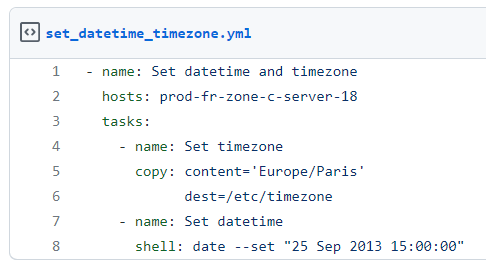 set_datetime_timezone.yml
1 - name: Set datetime and timezone
2 hosts: prod-fr-zone-c-server-18
3 tasks:
4 - name: Set timezone
5 copy: content='Europe/Paris'
6 dest=/etc/timezone
7 - name: Set datetime
8 shell: date --set "25 Sep 2013 15:00:00"